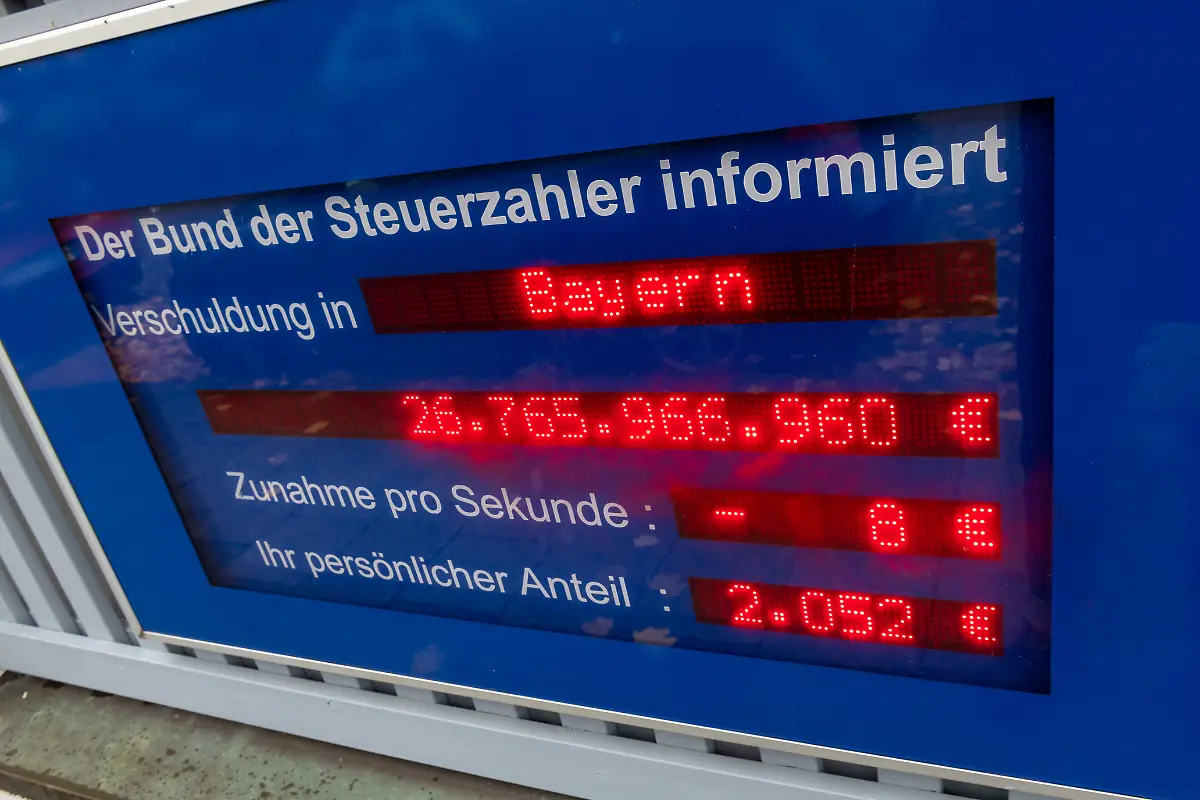 Der Bund der Steuerzahler informiert
Verschuldung in Bayern
26.765.966.960 €
Zunahme pro Sekunde : - 8 €
Ihr persönlicher Anteil : 2.052 €